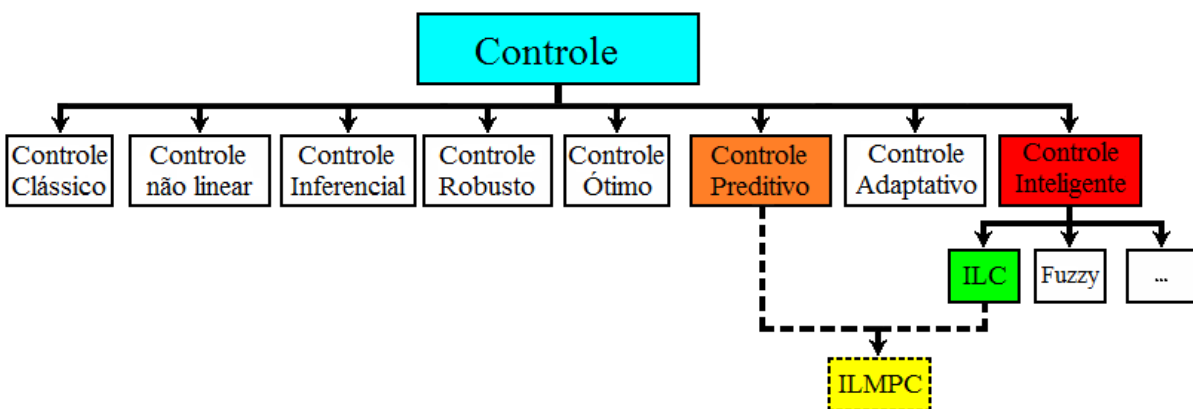 Controle
Controle
Clássico
Controle
não linear
Controle
Inferencial
Controle
Robusto
Controle
Ótimo
Controle
Preditivo
Controle
Adaptativo
Controle
Inteligente
ILC
Fuzzy
...
ILMPC